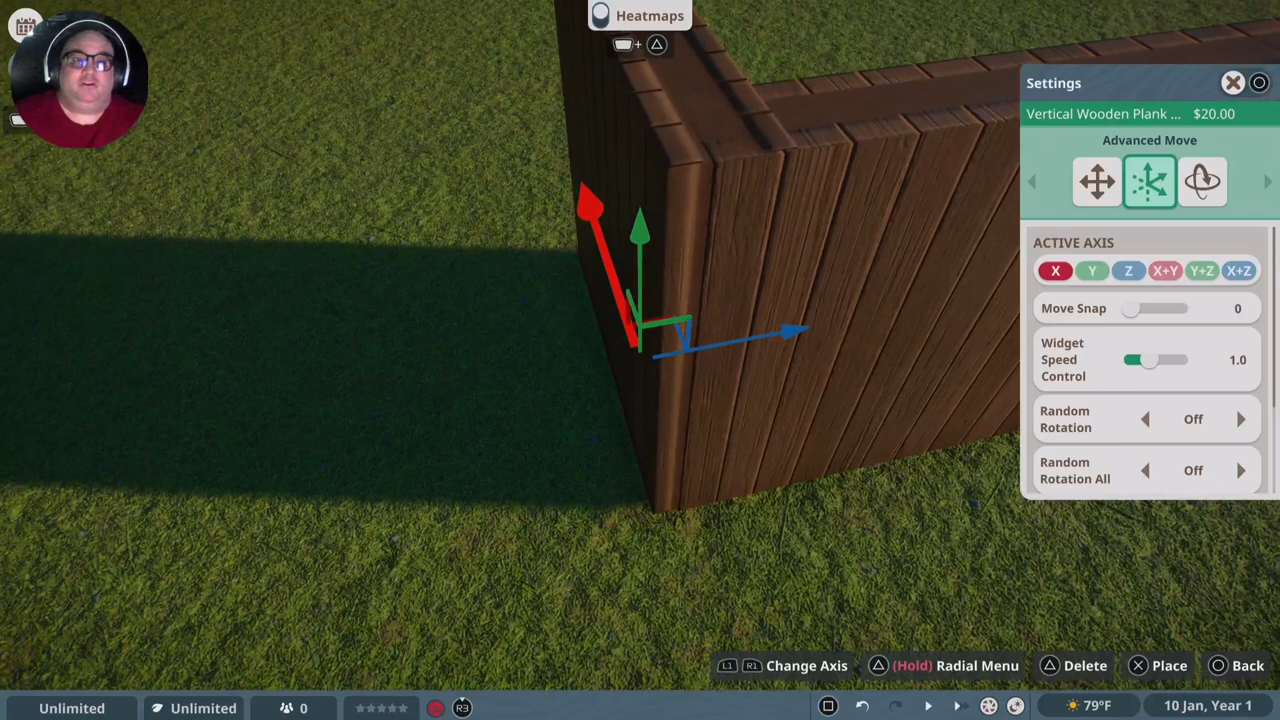 Heatmaps
+
Settings
Vertical Wooden Plank ... $20.00
Advanced Move
ACTIVE AXIS
X Y Z X+Y Y+Z X+Z
Move Snap 0
Widget
Speed 1.0
Control
Random
Rotation Off
Random
Rotation All Off
L1 R1 Change Axis (Hold) Radial Menu Delete Place Back
Unlimited Unlimited 0 R3 79°F 10 Jan, Year 1